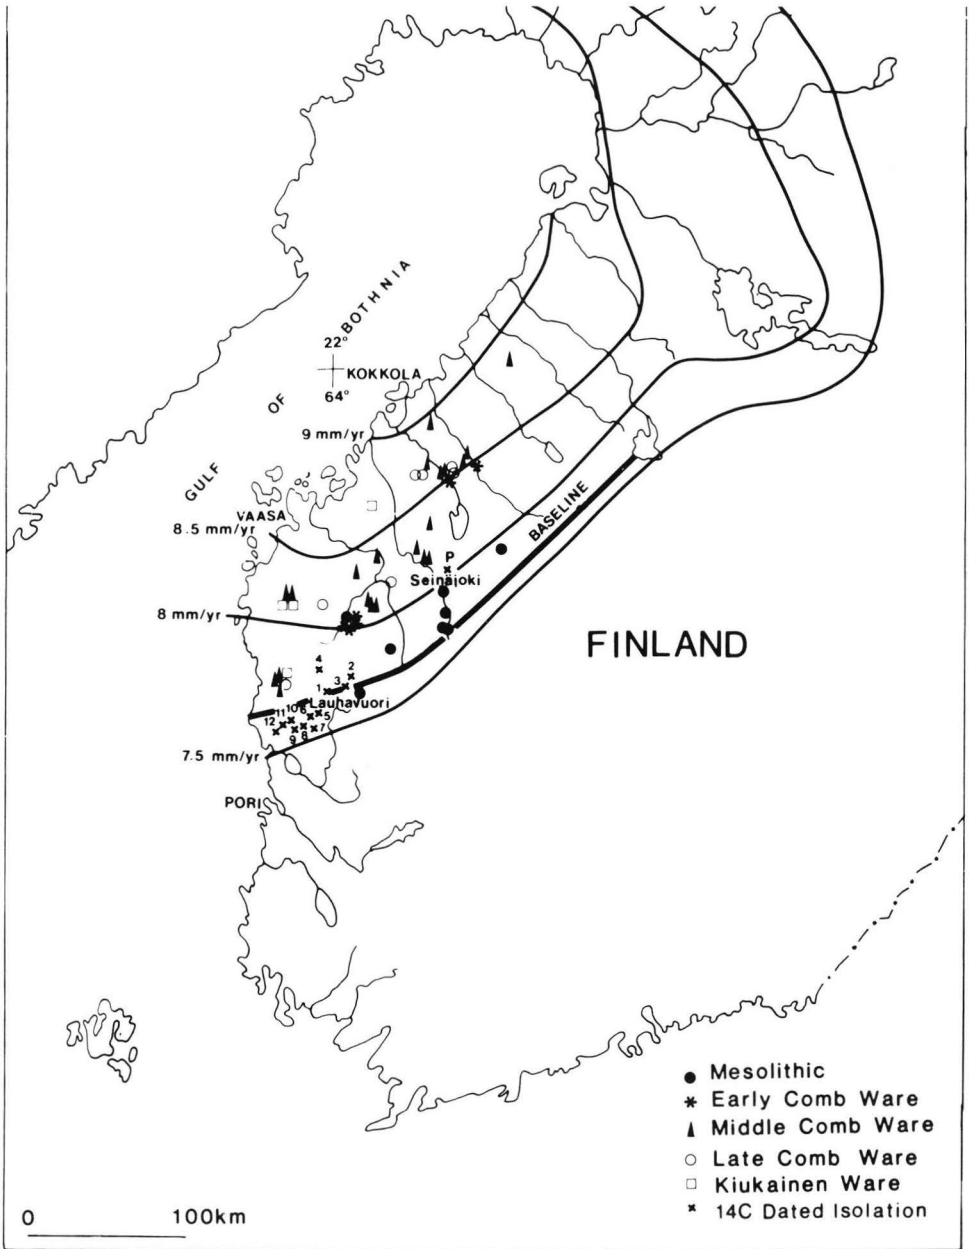 BOTHNIA
22°
KOKKOLA
64°
OF
9 mm/yr
GULF
VAASA
8.5 mm/yr
BASELINE
P
Seinäjoki
8 mm/yr
FINLAND
4
2
3
1
Lauhavuori
10
6
11
5
12
7
8
9
7.5 mm/yr
PORI
Mesolithic
Early Comb Ware
Middle Comb Ware
Late Comb Ware
Kiukainen Ware
14C Dated Isolation
0 100km